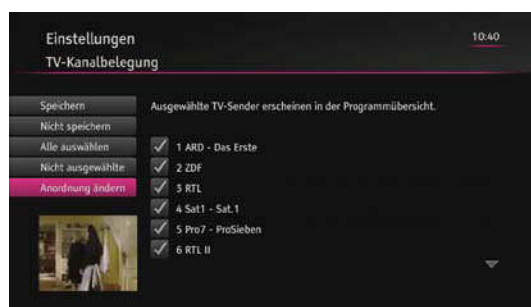 Einstellungen
10:40
TV-Kanalbelegung
Speichern
Nicht speichern
Alle auswählen
Nicht ausgewählte
Anordnung ändern
Ausgewählte TV-Sender erscheinen in der Programmübersicht.
1 ARD - Das Erste
2 ZDF
3 RTL
4 Sat1 - Sat.1
5 Pro7 - ProSieben
6 RTL II